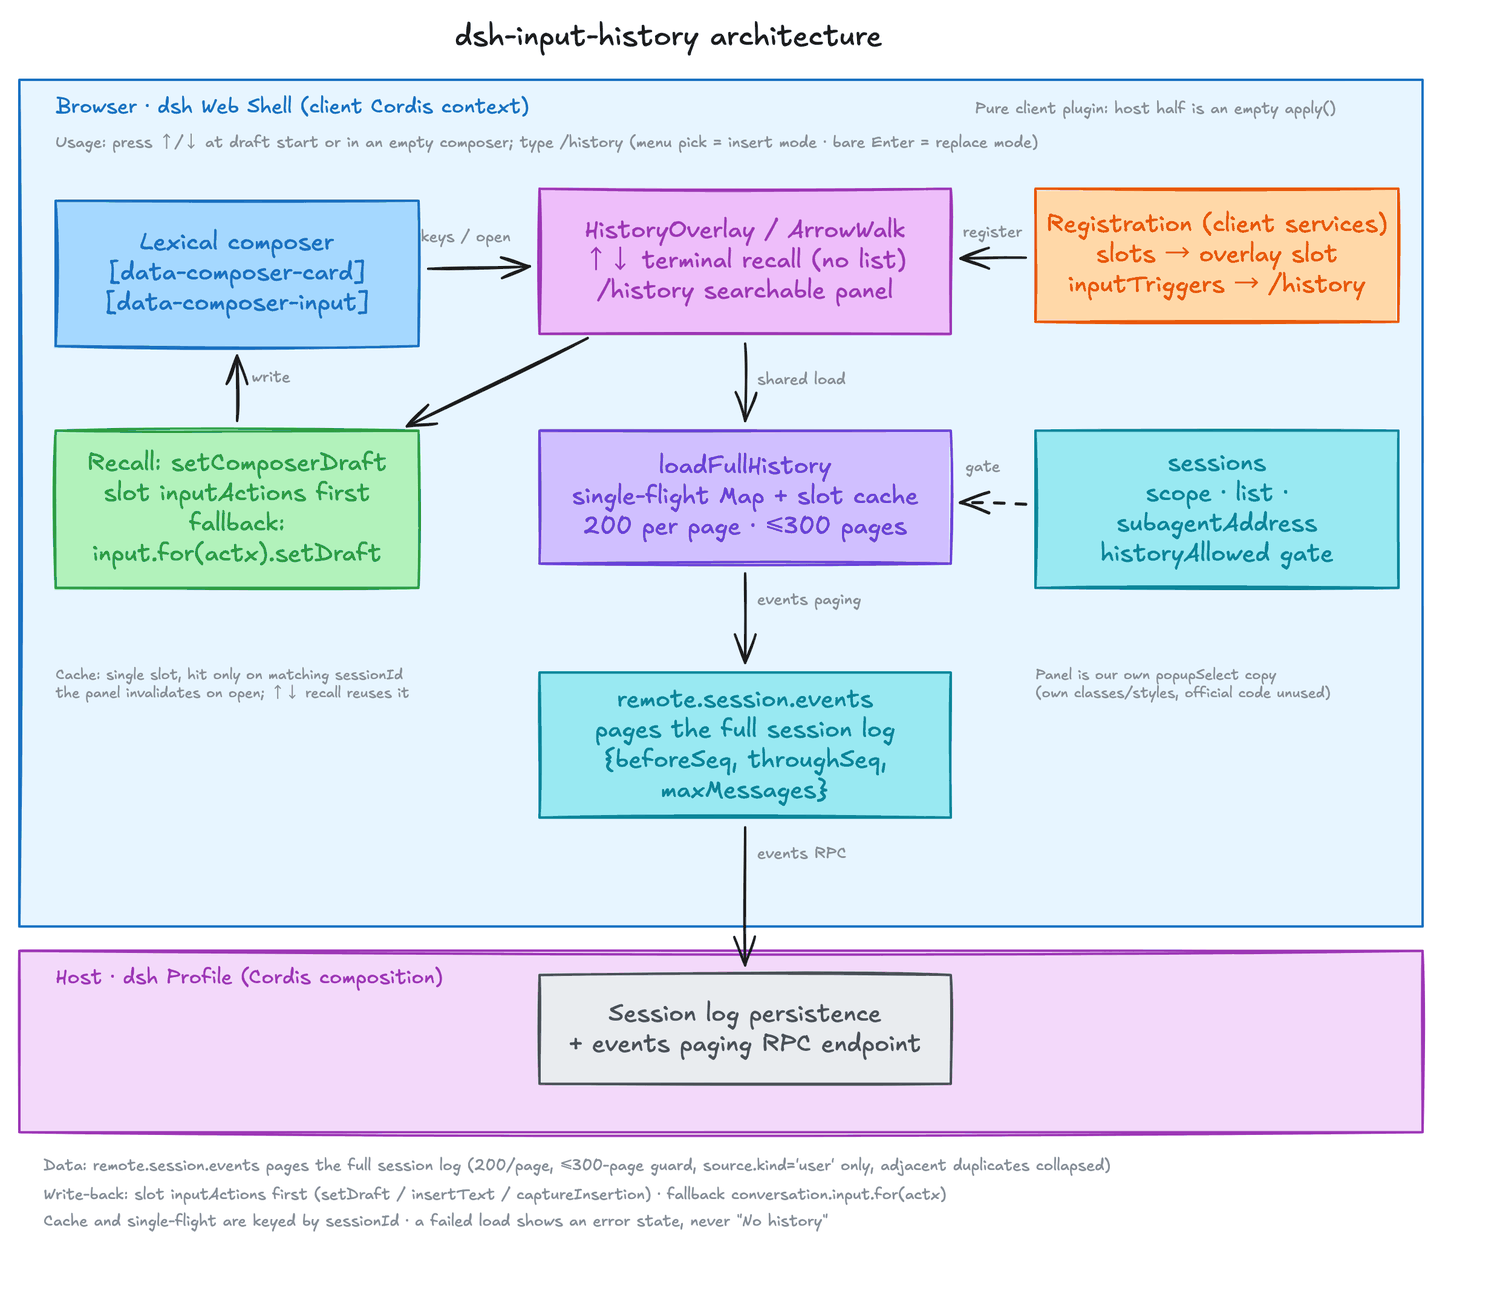 dsh-input-history architecture
Browser · dsh Web Shell (client Cordis context)
Pure client plugin: host half is an empty apply()
Usage: press ↑/↓ at draft start or in an empty composer; type /history (menu pick = insert mode · bare Enter = replace mode)
Lexical composer
[data-composer-card]
[data-composer-input]
keys / open
HistoryOverlay / ArrowWalk
↑↓ terminal recall (no list)
/history searchable panel
register
Registration (client services)
slots → overlay slot
inputTriggers → /history
write
shared load
Recall: setComposerDraft
slot inputActions first
fallback:
input.for(actx).setDraft
loadFullHistory
single-flight Map + slot cache
200 per page · ≤300 pages
gate
sessions
scope · list ·
subagentAddress
historyAllowed gate
events paging
Cache: single slot, hit only on matching sessionId
the panel invalidates on open; ↑↓ recall reuses it
remote.session.events
pages the full session log
{beforeSeq, throughSeq,
maxMessages}
Panel is our own popupSelect copy
(own classes/styles, official code unused)
events RPC
Host · dsh Profile (Cordis composition)
Session log persistence
+ events paging RPC endpoint
Data: remote.session.events pages the full session log (200/page, ≤300-page guard, source.kind='user' only, adjacent duplicates collapsed)
Write-back: slot inputActions first (setDraft / insertText / captureInsertion) · fallback conversation.input.for(actx)
Cache and single-flight are keyed by sessionId · a failed load shows an error state, never "No history"